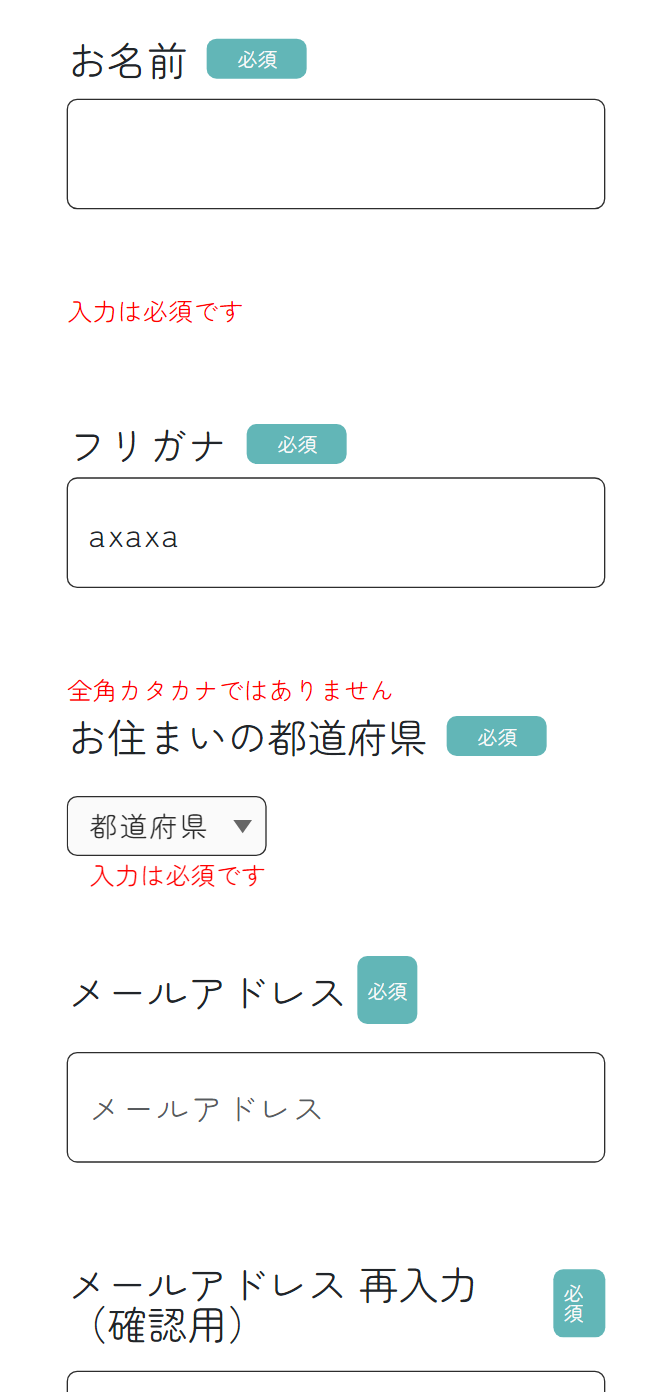 お名前 必須
入力は必須です
フリガナ 必須
axaxa
全角カタカナではありません
お住まいの都道府県 必須
都道府県 ▼
入力は必須です
メールアドレス 必須
メールアドレス
メールアドレス 再入力 必須
（確認用）